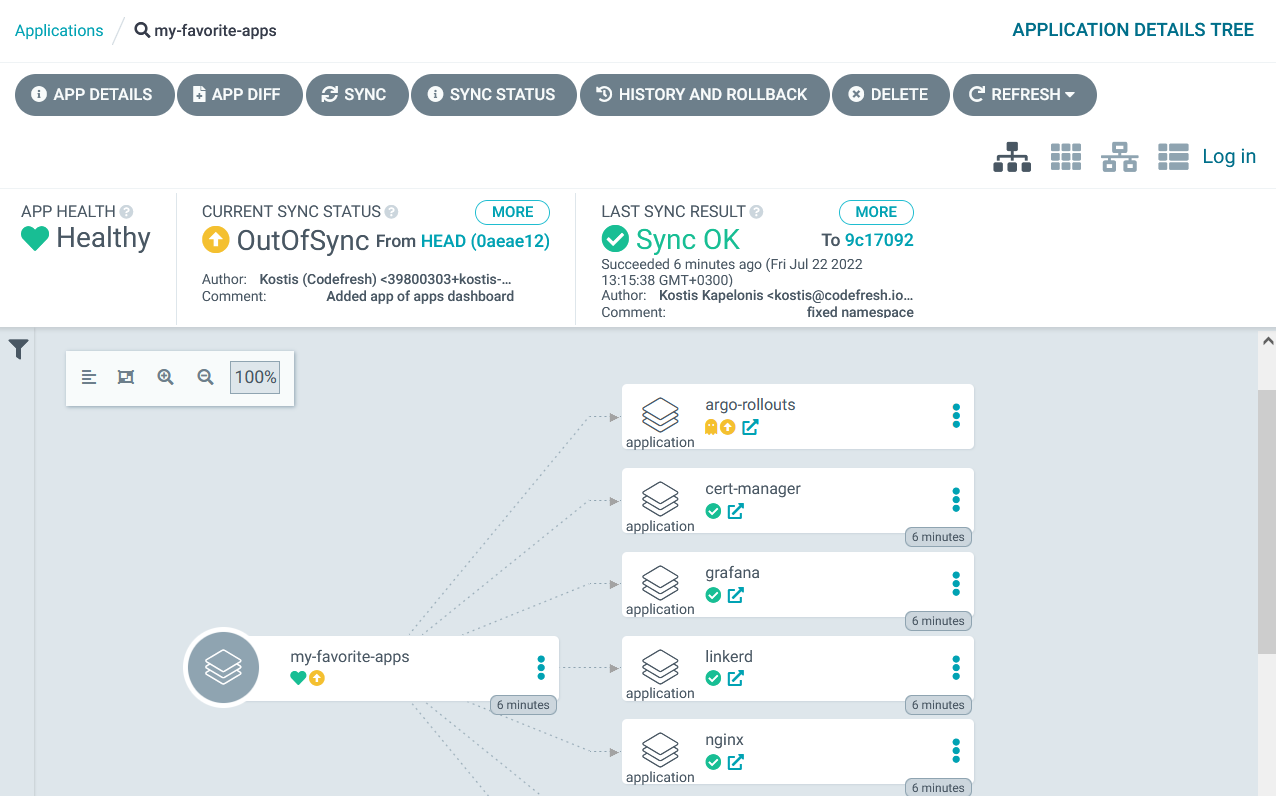 Applications my-favorite-apps
APPLICATION DETAILS TREE
APP DETAILS APP DIFF SYNC SYNC STATUS HISTORY AND ROLLBACK DELETE REFRESH
Log in
APP HEALTH
Healthy
CURRENT SYNC STATUS MORE
OutOfSync From HEAD (0aeae12)
Author: Kostis (Codefresh) <39800303+kostis-...
Comment: Added app of apps dashboard
LAST SYNC RESULT MORE
Sync OK To 9c17092
Succeeded 6 minutes ago (Fri Jul 22 2022
13:15:38 GMT+0300)
Author: Kostis Kapelonis <kostis@codefresh.io...
Comment: fixed namespace
100%
argo-rollouts
application
cert-manager
application
6 minutes
grafana
application
6 minutes
my-favorite-apps
6 minutes
linkerd
application
6 minutes
nginx
application
6 minutes